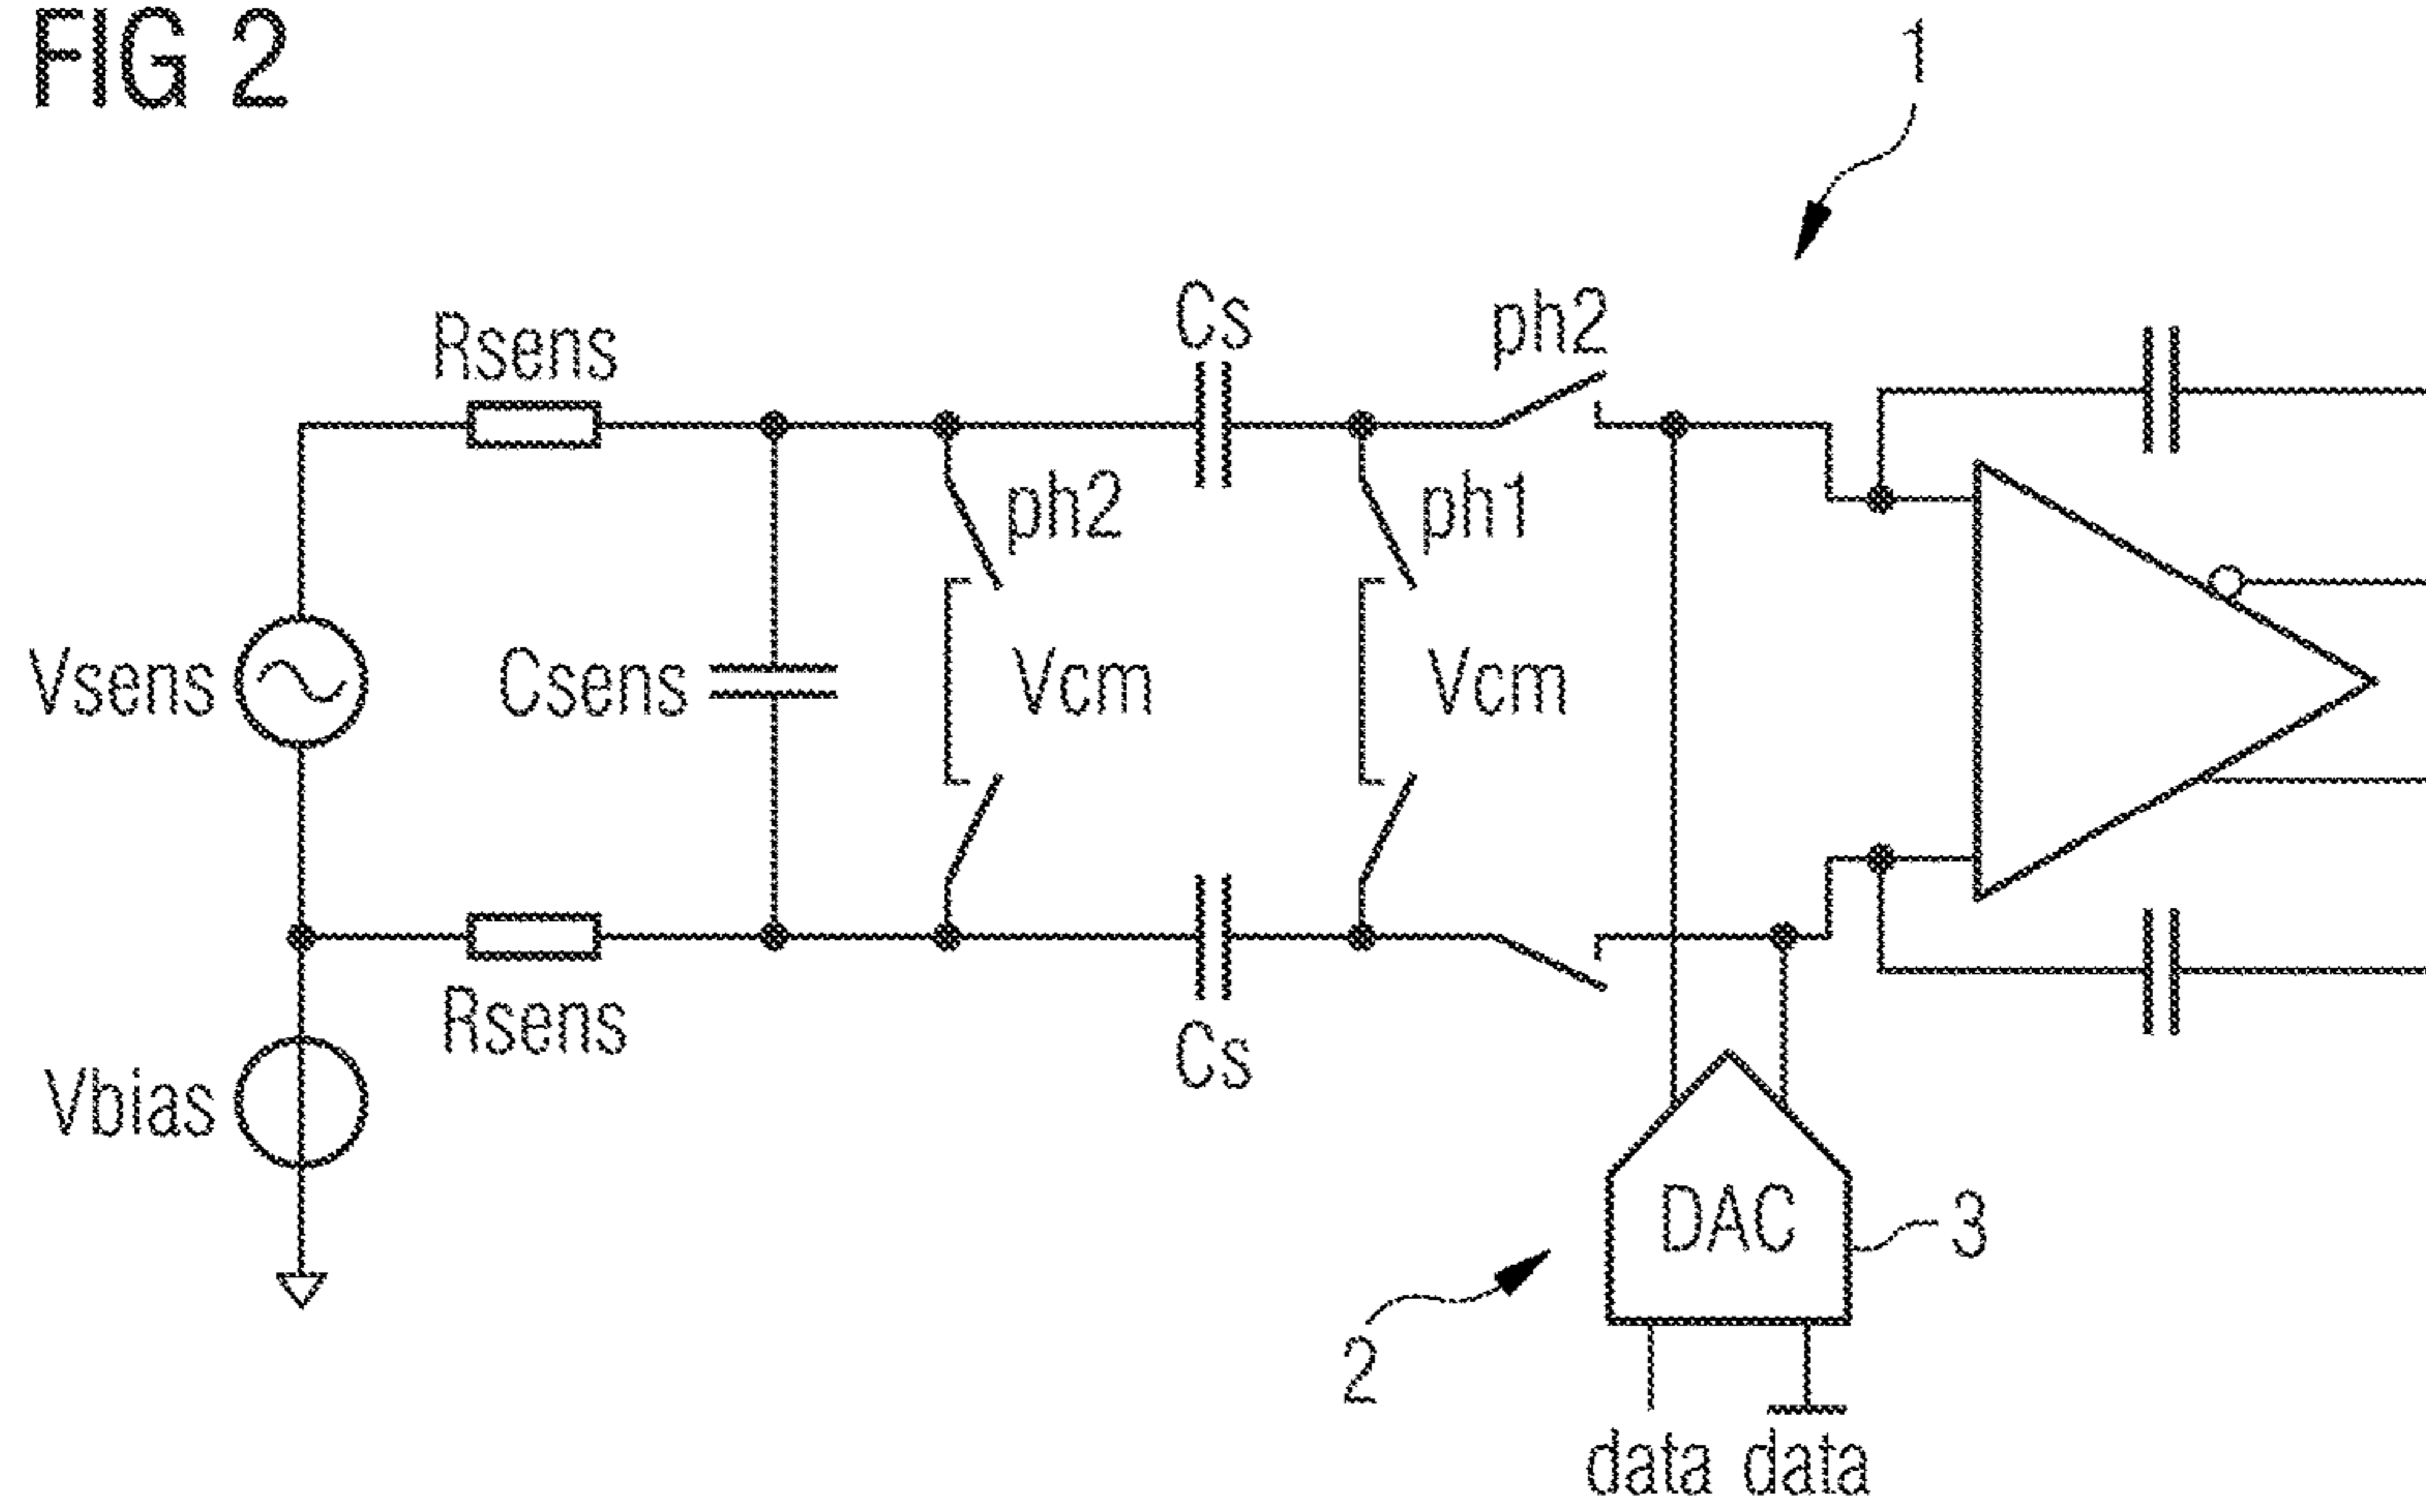 FIG 2
1
Cs
ph2
Rsens
ph2
ph1
Vsens
Csens
Vcm
Vcm
Rsens
Cs
Vbias
DAC
3
2
data data